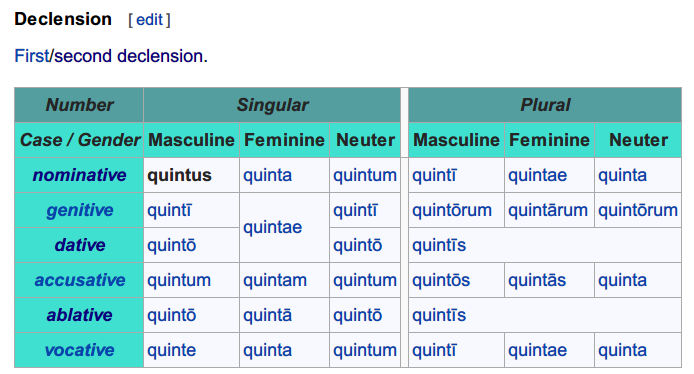 Declension [ edit ]
First/second declension.
Number Singular Plural
Case / Gender Masculine Feminine Neuter Masculine Feminine Neuter
nominative quintus quinta quintum quintī quintae quinta
genitive quintī quintae quintī quintōrum quintārum quintōrum
dative quintō quintō quintīs
accusative quintum quintam quintum quintōs quintās quinta
ablative quintō quintā quintō quintīs
vocative quinte quinta quintum quintī quintae quinta